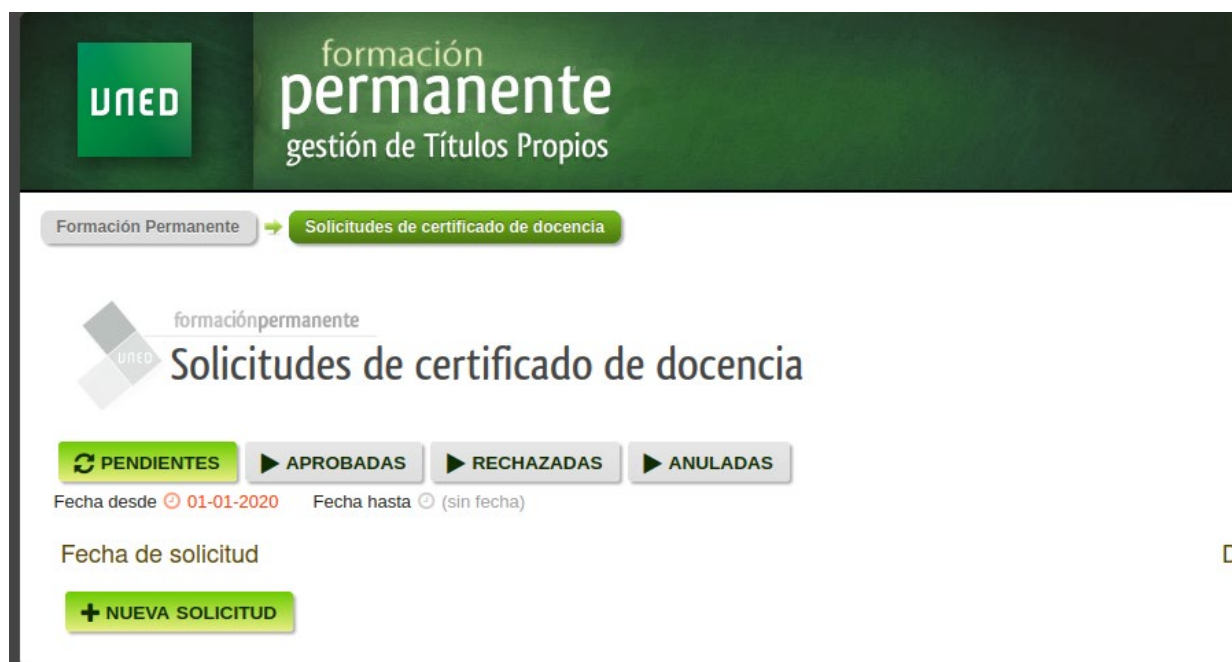 UNED
formación
permanente
gestión de Títulos Propios
Formación Permanente Solicitudes de certificado de docencia
formaciónpermanente
UNED
Solicitudes de certificado de docencia
PENDIENTES APROBADAS RECHAZADAS ANULADAS
Fecha desde 01-01-2020 Fecha hasta (sin fecha)
Fecha de solicitud D
NUEVA SOLICITUD